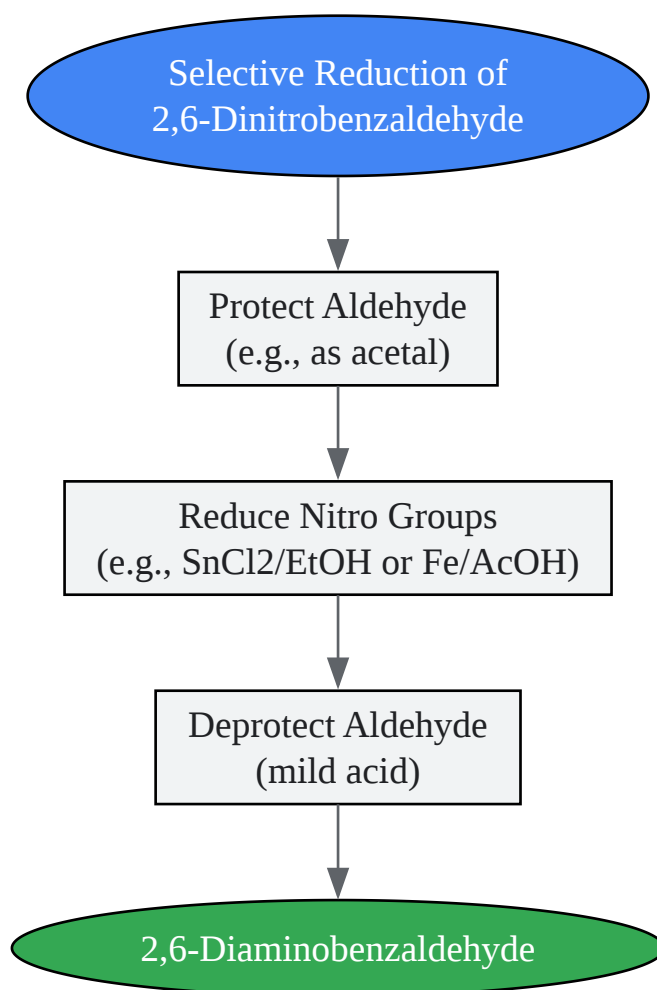 Selective Reduction of
2,6-Dinitrobenzaldehyde
Protect Aldehyde
(e.g., as acetal)
Reduce Nitro Groups
(e.g., SnCl2/EtOH or Fe/AcOH)
Deprotect Aldehyde
(mild acid)
2,6-Diaminobenzaldehyde